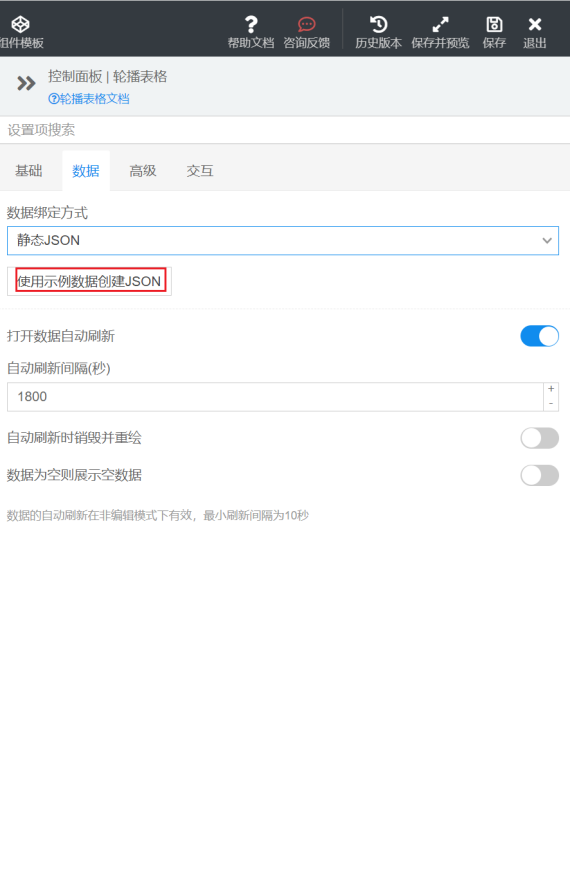 组件模板
帮助文档 咨询反馈 历史版本 保存并预览 保存 退出
控制面板 | 轮播表格
轮播表格文档
设置项搜索
基础 数据 高级 交互
数据绑定方式
静态JSON
使用示例数据创建JSON
打开数据自动刷新
自动刷新间隔(秒)
1800
+
-
自动刷新时销毁并重绘
数据为空则展示空数据
数据的自动刷新在非编辑模式下有效，最小刷新间隔为10秒